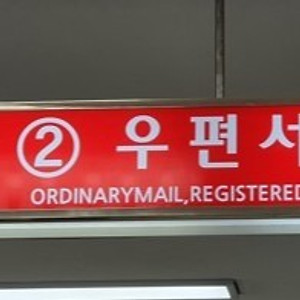 ② 우편서
ORDINARYMAIL,REGISTERED